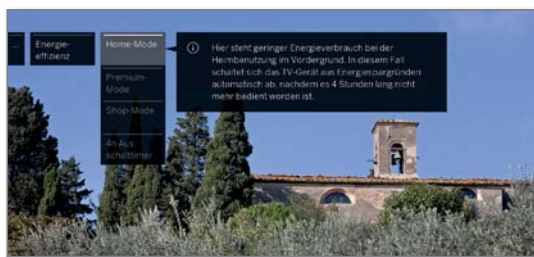 ...
Energie-
effizienz
Home-Mode
Hier steht geringer Energieverbrauch bei der
Heimbenutzung im Vordergrund. In diesem Fall
schaltet sich das TV-Gerät aus Energiespargründen
automatisch ab, nachdem es 4 Stunden lang nicht
mehr bedient worden ist.
Premium-
Mode
Shop-Mode
4h Aus-
schalttimer